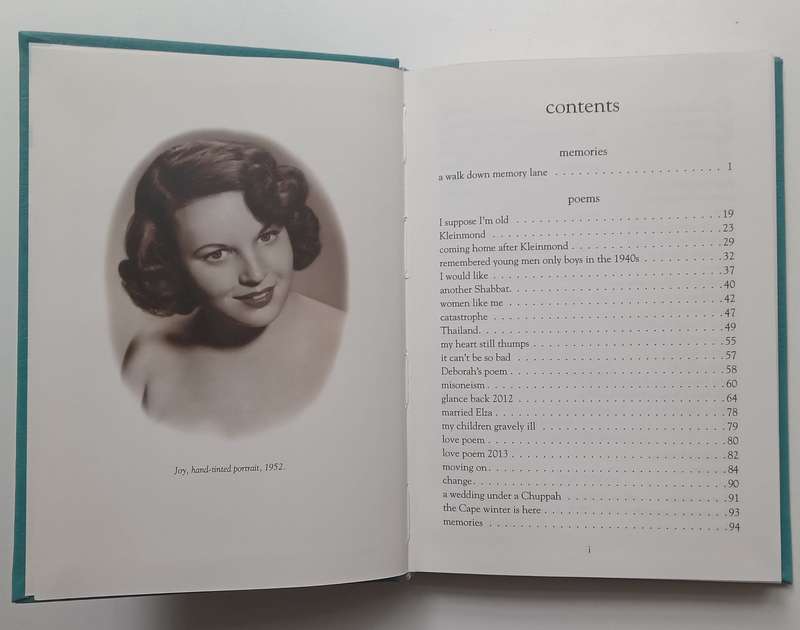 Joy, hand-tinted portrait, 1952.
contents
memories
a walk down memory lane . . . . . . . . . . . . . . . . . . . . . . 1
poems
I suppose I'm old . . . . . . . . . . . . . . . . . . . . . . . . . . 19
Kleinmond . . . . . . . . . . . . . . . . . . . . . . . . . . . . . 23
coming home after Kleinmond . . . . . . . . . . . . . . . . . . . 29
remembered young men only boys in the 1940s . . . . . . . . . . 32
I would like . . . . . . . . . . . . . . . . . . . . . . . . . . . . . 37
another Shabbat. . . . . . . . . . . . . . . . . . . . . . . . . . . 40
women like me . . . . . . . . . . . . . . . . . . . . . . . . . . . 42
catastrophe . . . . . . . . . . . . . . . . . . . . . . . . . . . . . 47
Thailand. . . . . . . . . . . . . . . . . . . . . . . . . . . . . . . 49
my heart still thumps . . . . . . . . . . . . . . . . . . . . . . . . 55
it can't be so bad . . . . . . . . . . . . . . . . . . . . . . . . . . 57
Deborah's poem . . . . . . . . . . . . . . . . . . . . . . . . . . 58
misoneism . . . . . . . . . . . . . . . . . . . . . . . . . . . . . 60
glance back 2012 . . . . . . . . . . . . . . . . . . . . . . . . . . 64
married Elza . . . . . . . . . . . . . . . . . . . . . . . . . . . . 78
my children gravely ill . . . . . . . . . . . . . . . . . . . . . . . 79
love poem . . . . . . . . . . . . . . . . . . . . . . . . . . . . . 80
love poem 2013 . . . . . . . . . . . . . . . . . . . . . . . . . . 82
moving on . . . . . . . . . . . . . . . . . . . . . . . . . . . . . 84
change. . . . . . . . . . . . . . . . . . . . . . . . . . . . . . . . 90
a wedding under a Chuppah . . . . . . . . . . . . . . . . . . . . 91
the Cape winter is here . . . . . . . . . . . . . . . . . . . . . . . 93
memories . . . . . . . . . . . . . . . . . . . . . . . . . . . . . . 94
i